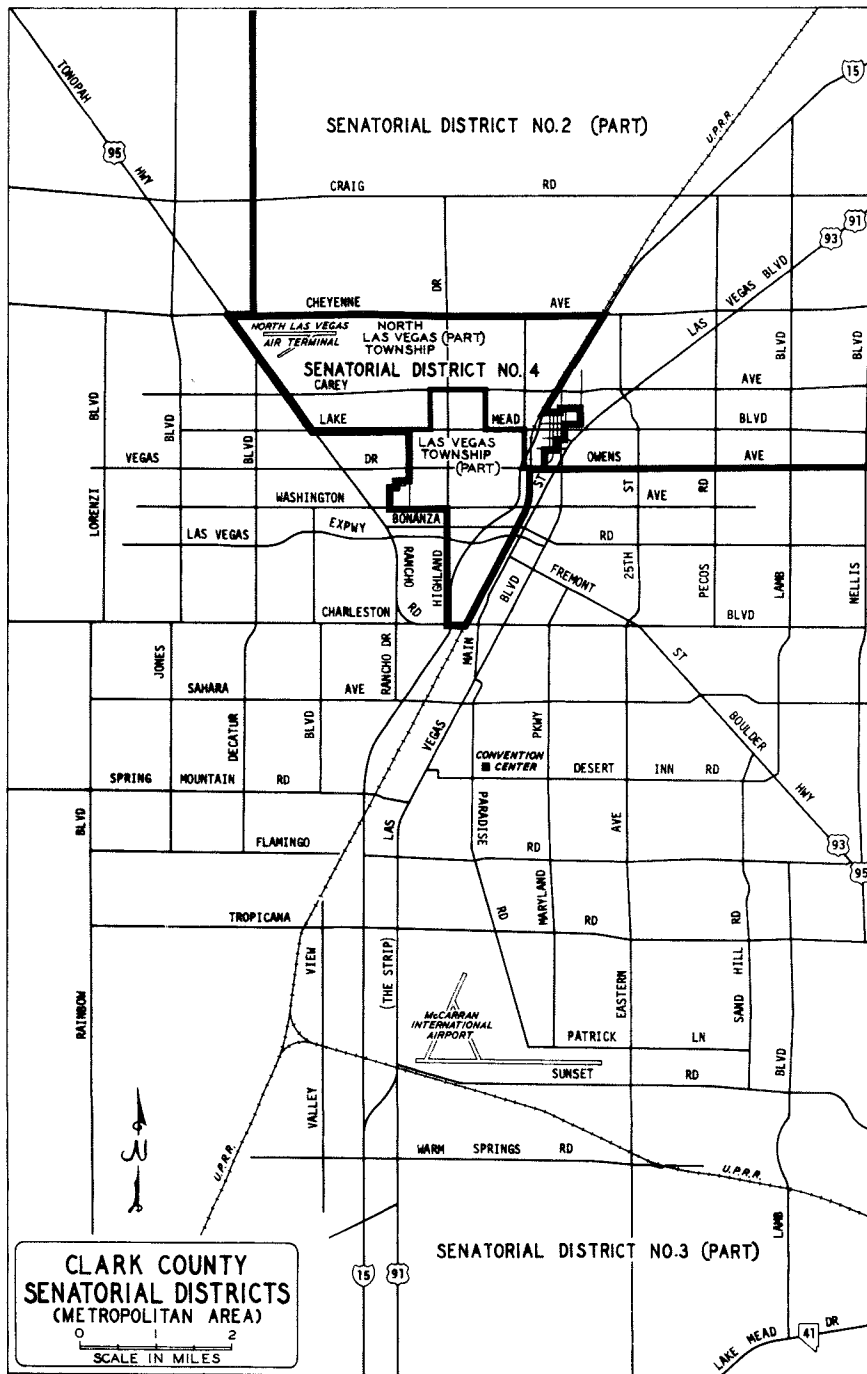 TONOPAH
HWY
95
SENATORIAL DISTRICT NO.2 (PART)
U.P.R.R.
15
CRAIG RD
91
93
LAS VEGAS BLVD
CHEYENNE AVE
DR
NORTH LAS VEGAS
AIR TERMINAL
NORTH
LAS VEGAS (PART)
TOWNSHIP
SENATORIAL DISTRICT NO. 4
CAREY AVE
LAKE MEAD BLVD
LAS VEGAS
TOWNSHIP
(PART)
VEGAS DR
OWENS AVE
WASHINGTON AVE
BONANZA RD
LAS VEGAS EXPWY
LORENZI BLVD
BLVD
BLVD
BLVD
BLVD
ST
ST
RD
RANCHO RD
HIGHLAND
BLVD
FREMONT ST
25TH
PECOS
LAMB
NELLIS
CHARLESTON BLVD
JONES
DECATUR
BLVD
RANCHO DR
MAIN
SAHARA AVE
LAS VEGAS
PKWY
BOULDER HWY
CONVENTION
CENTER
SPRING MOUNTAIN RD
DESERT INN RD
BLVD
PARADISE RD
AVE
FLAMINGO RD
93
95
MARYLAND
TROPICANA RD
RD
SAND HILL
RAINBOW
VIEW
VALLEY
(THE STRIP)
EASTERN
McCARRAN
INTERNATIONAL
AIRPORT
PATRICK LN
SUNSET RD
BLVD
WARM SPRINGS RD
U.P.R.R.
U.P.R.R.
N
LAMB
SENATORIAL DISTRICT NO.3 (PART)
CLARK COUNTY
SENATORIAL DISTRICTS
(METROPOLITAN AREA)
0 1 2
SCALE IN MILES
15
91
LAKE MEAD DR
41